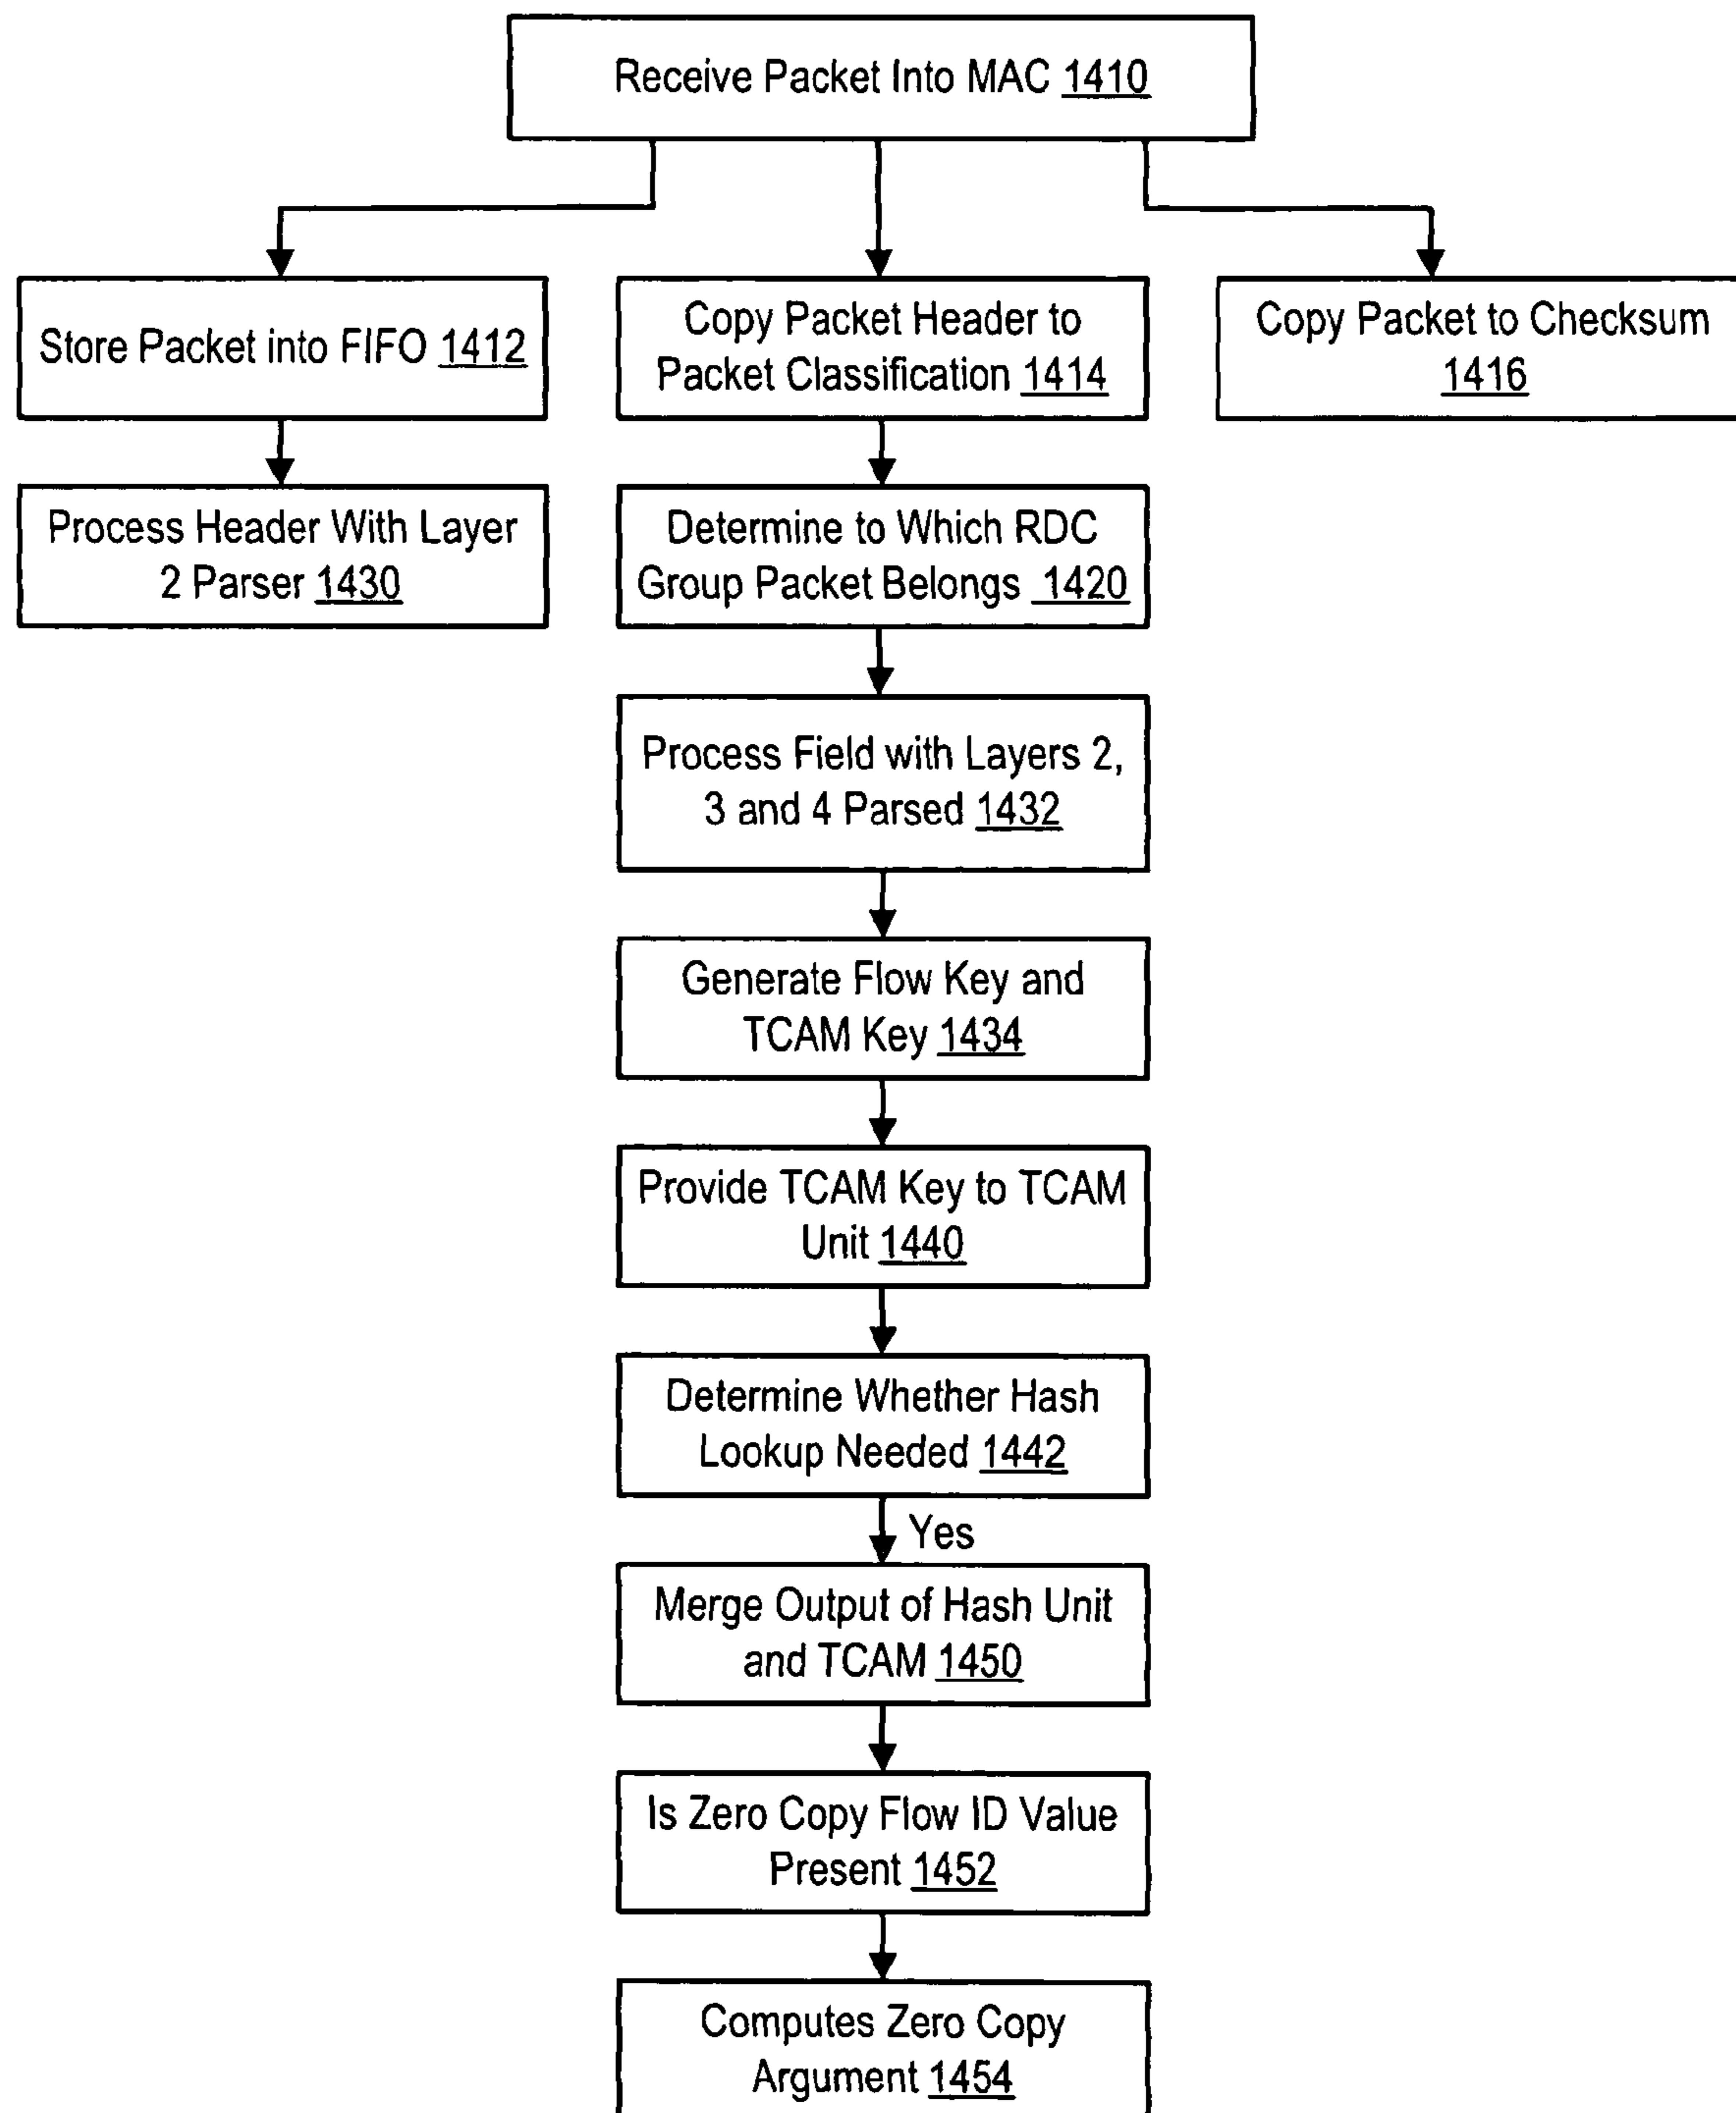 Receive Packet Into MAC 1410
Store Packet into FIFO 1412
Copy Packet Header to
Packet Classification 1414
Copy Packet to Checksum
1416
Process Header With Layer
2 Parser 1430
Determine to Which RDC
Group Packet Belongs 1420
Process Field with Layers 2,
3 and 4 Parsed 1432
Generate Flow Key and
TCAM Key 1434
Provide TCAM Key to TCAM
Unit 1440
Determine Whether Hash
Lookup Needed 1442
Yes
Merge Output of Hash Unit
and TCAM 1450
Is Zero Copy Flow ID Value
Present 1452
Computes Zero Copy
Argument 1454